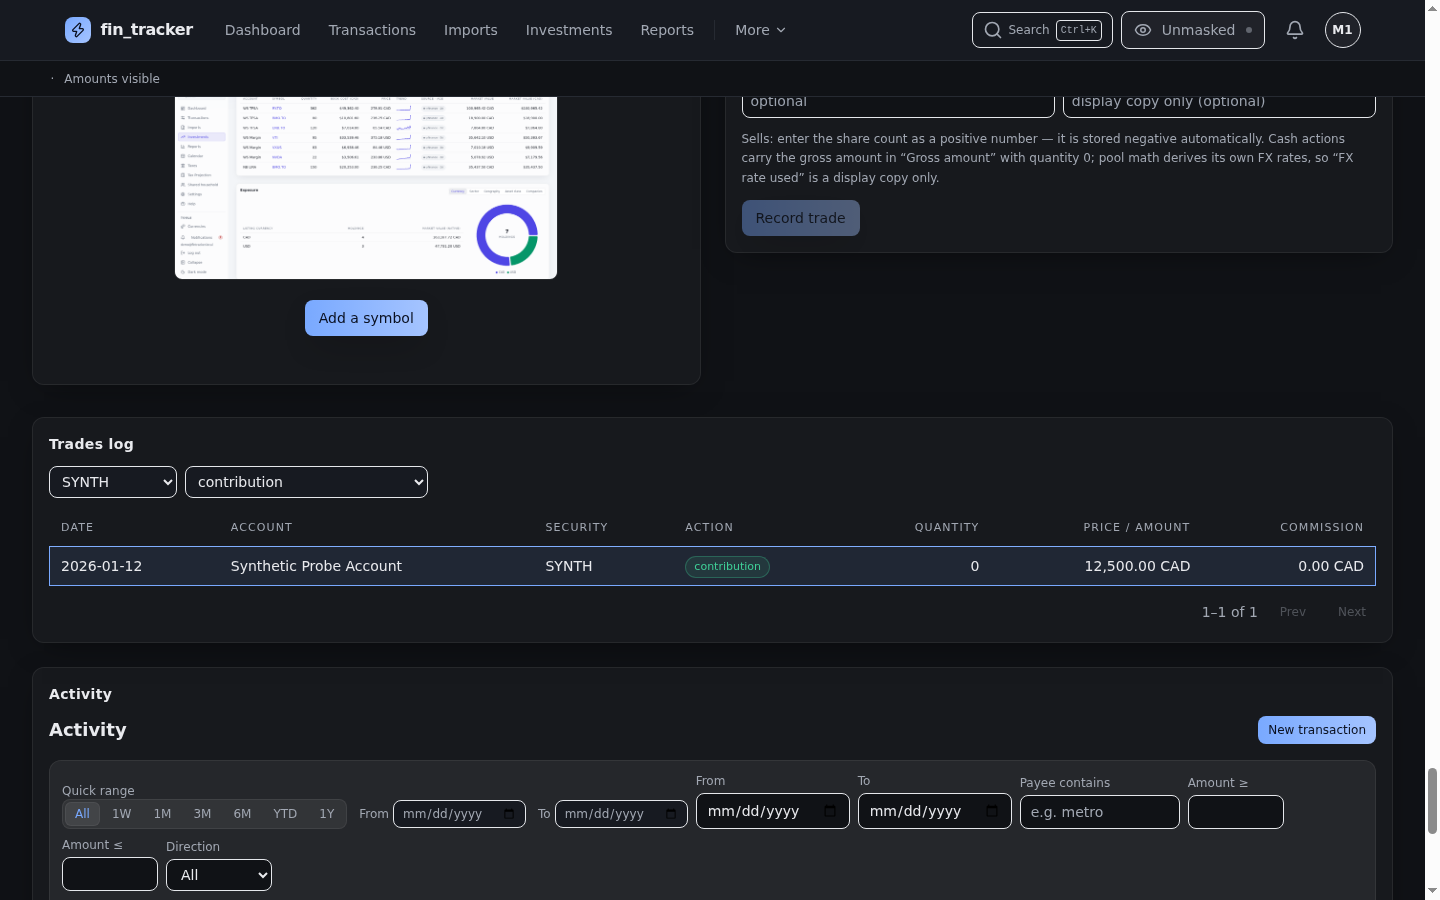 fin_tracker
Dashboard
Transactions
Imports
Investments
Reports
More
Search Ctrl+K
Unmasked
M1
· Amounts visible
optional
display copy only (optional)
Sells: enter the share count as a positive number — it is stored negative automatically. Cash actions
carry the gross amount in “Gross amount” with quantity 0; pool math derives its own FX rates, so “FX
rate used” is a display copy only.
Record trade
Exposure
Add a symbol
Trades log
SYNTH
contribution
DATE ACCOUNT SECURITY ACTION QUANTITY PRICE / AMOUNT COMMISSION
2026-01-12 Synthetic Probe Account SYNTH contribution 0 12,500.00 CAD 0.00 CAD
1–1 of 1 Prev Next
Activity
Activity
New transaction
Quick range
All 1W 1M 3M 6M YTD 1Y
From mm/dd/yyyy
To mm/dd/yyyy
From
mm/dd/yyyy
To
mm/dd/yyyy
Payee contains
e.g. metro
Amount ≥
Amount ≤
Direction
All